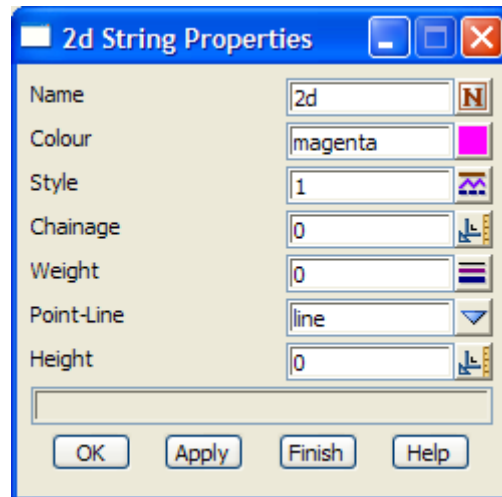 2d String Properties
Name 2d N
Colour magenta
Style 1
Chainage 0
Weight 0
Point-Line line
Height 0
OK Apply Finish Help